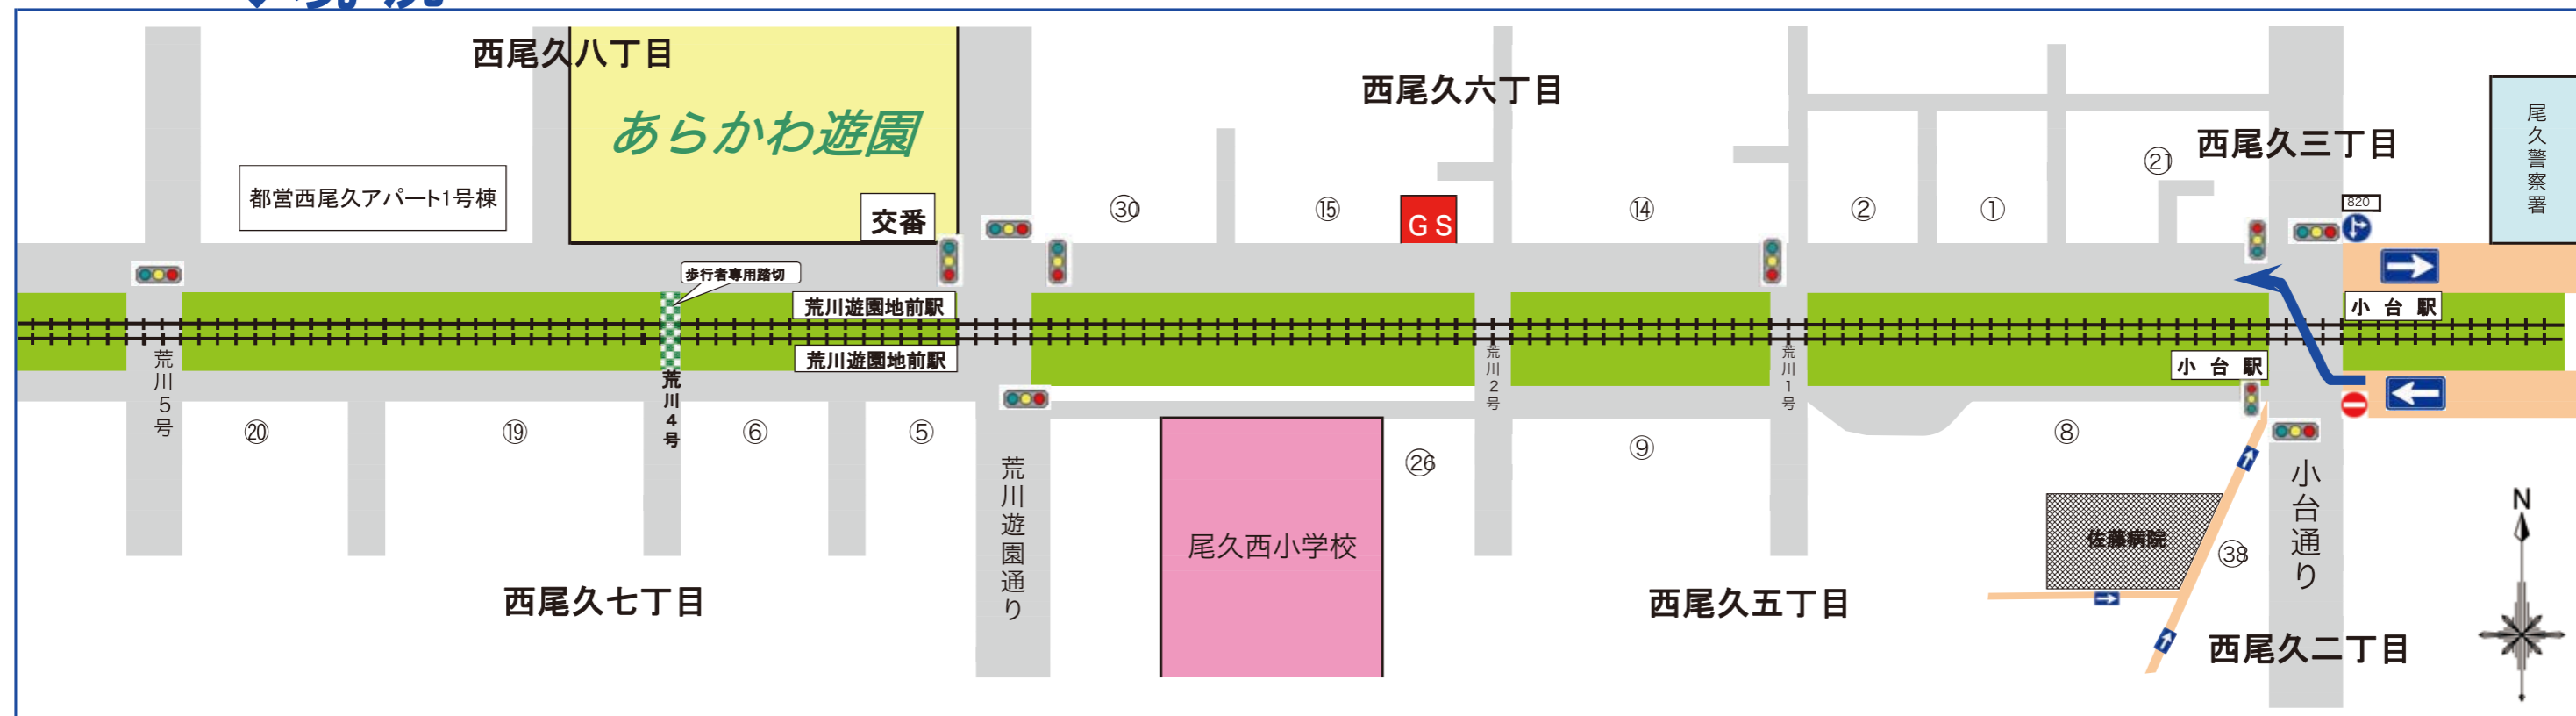 西尾久八丁目
あらかわ遊園
西尾久六丁目
西尾久三丁目
尾久警察署
都営西尾久アパート1号棟
交番
㉚
⑮
GS
⑭
②
①
㉑
820
歩行者専用踏切
荒川遊園地前駅
荒川遊園地前駅
小台駅
小台駅
荒川5号
荒川4号
荒川2号
荒川1号
⑳
⑲
⑥
⑤
荒川遊園通り
尾久西小学校
㉖
⑨
⑧
佐藤病院
㊳
小台通り
N
西尾久七丁目
西尾久五丁目
西尾久二丁目